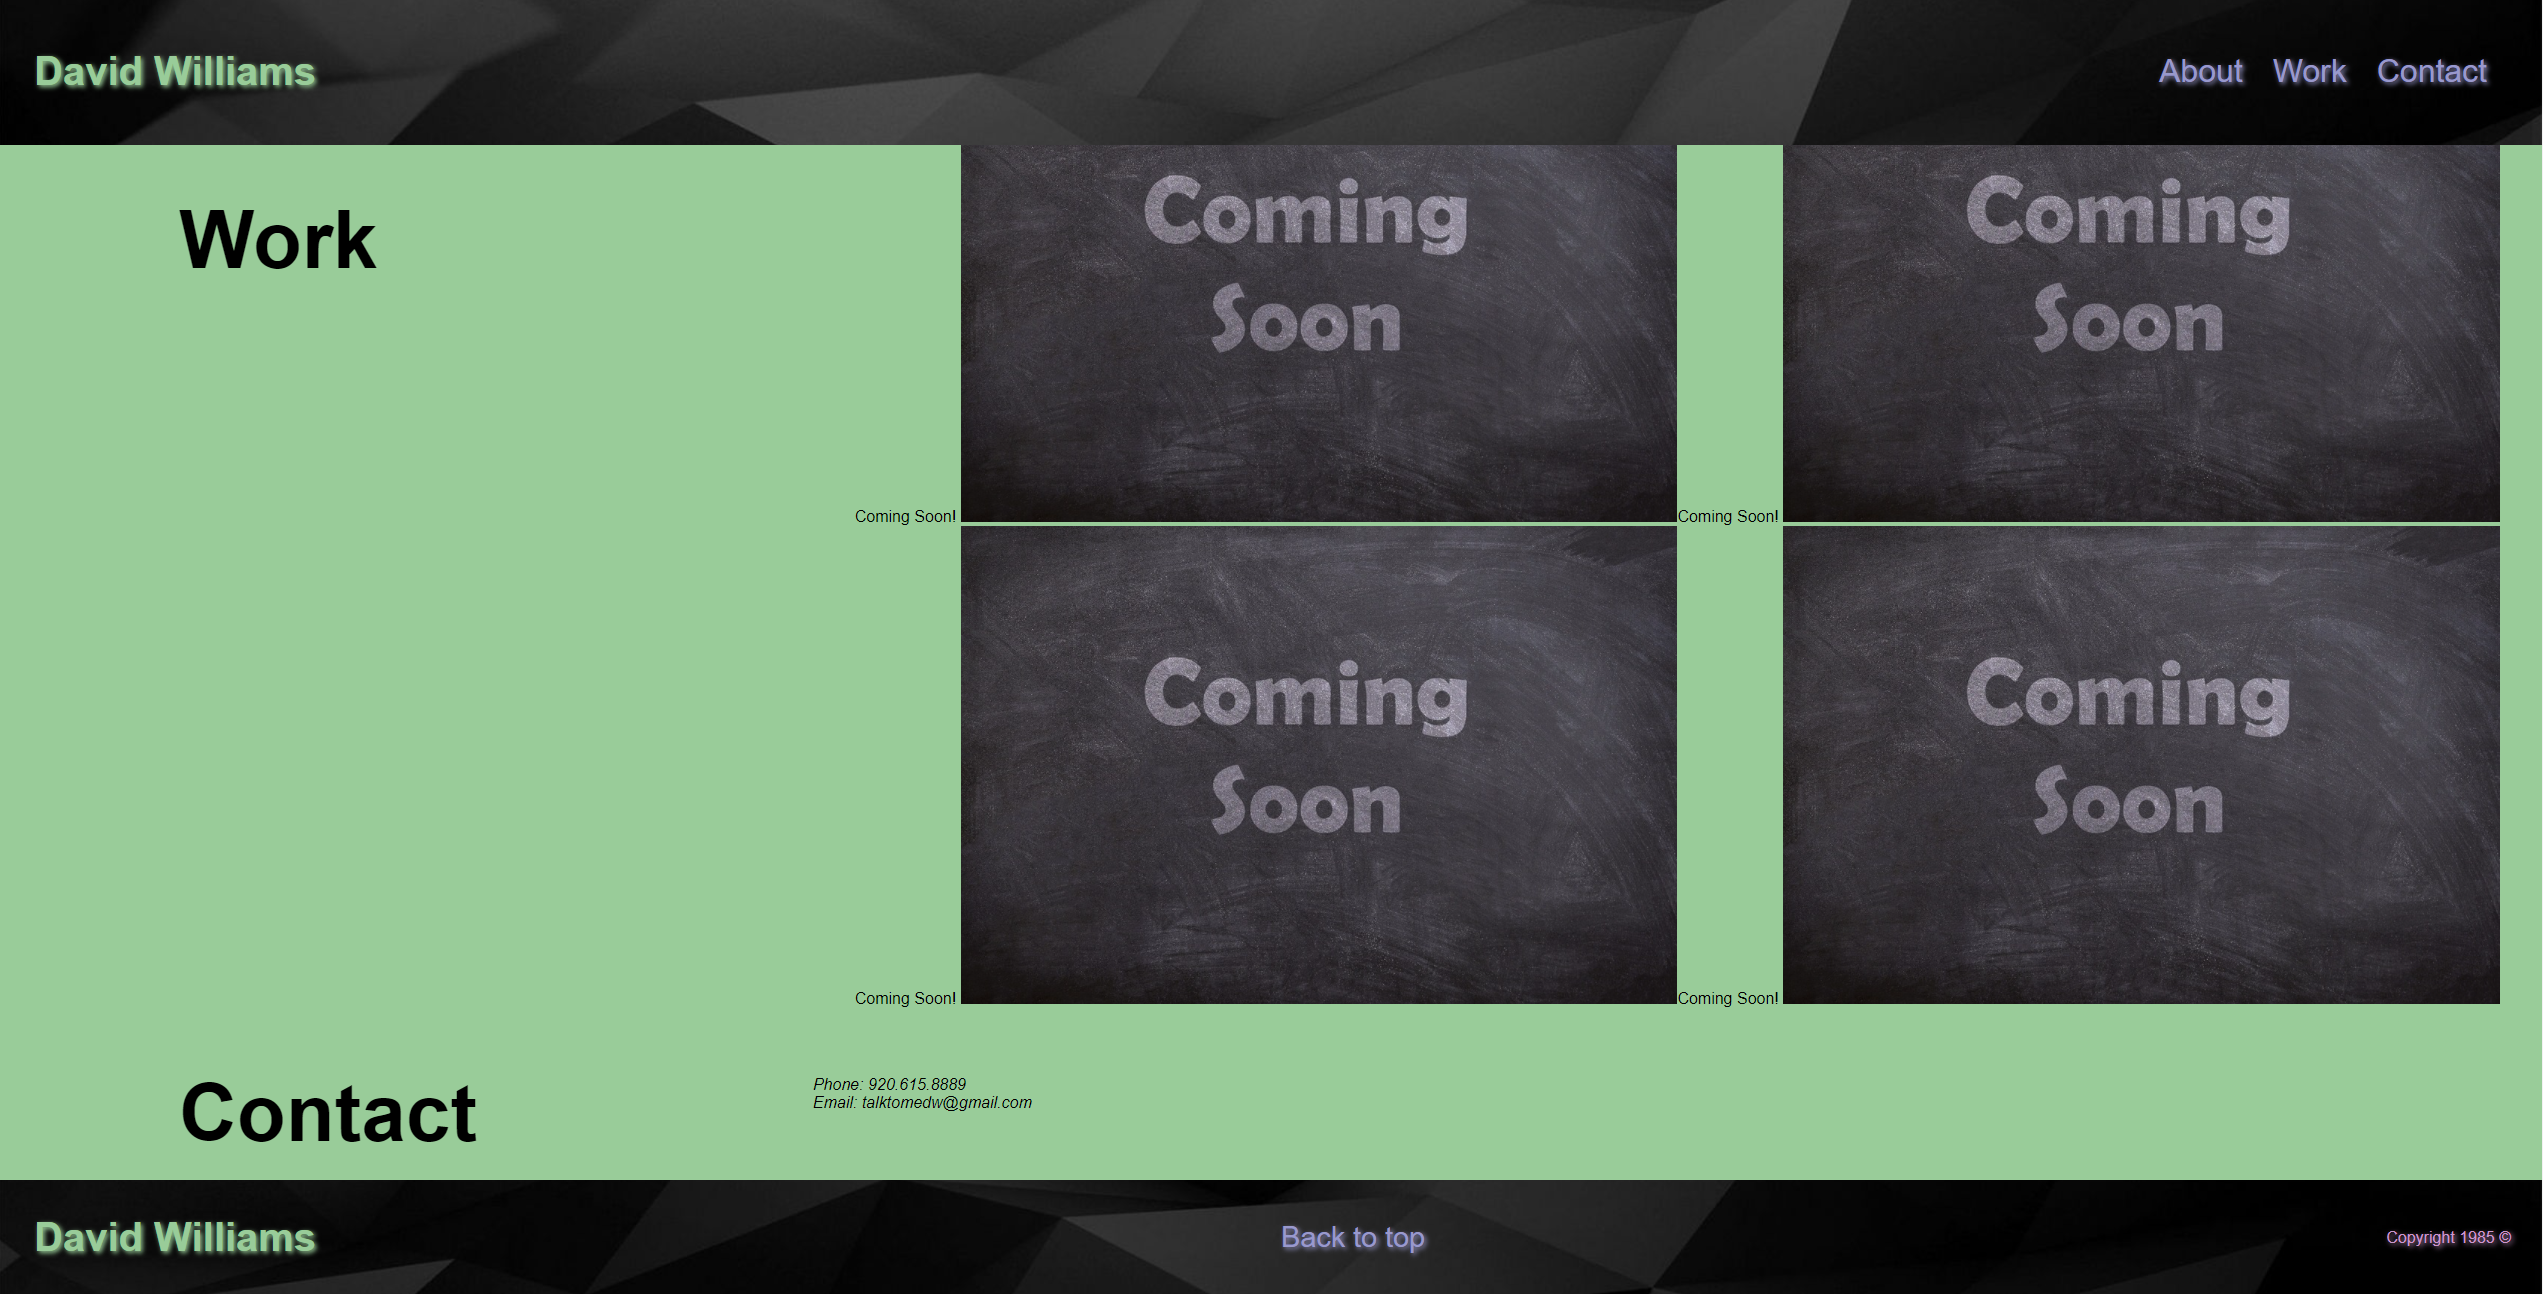 David Williams
About Work Contact
Work
Coming
Soon
Coming
Soon
Coming Soon!
Coming Soon!
Coming
Soon
Coming
Soon
Coming Soon!
Coming Soon!
Contact
Phone: 920.615.8889
Email: talktomedw@gmail.com
David Williams
Back to top
Copyright 1985 ©